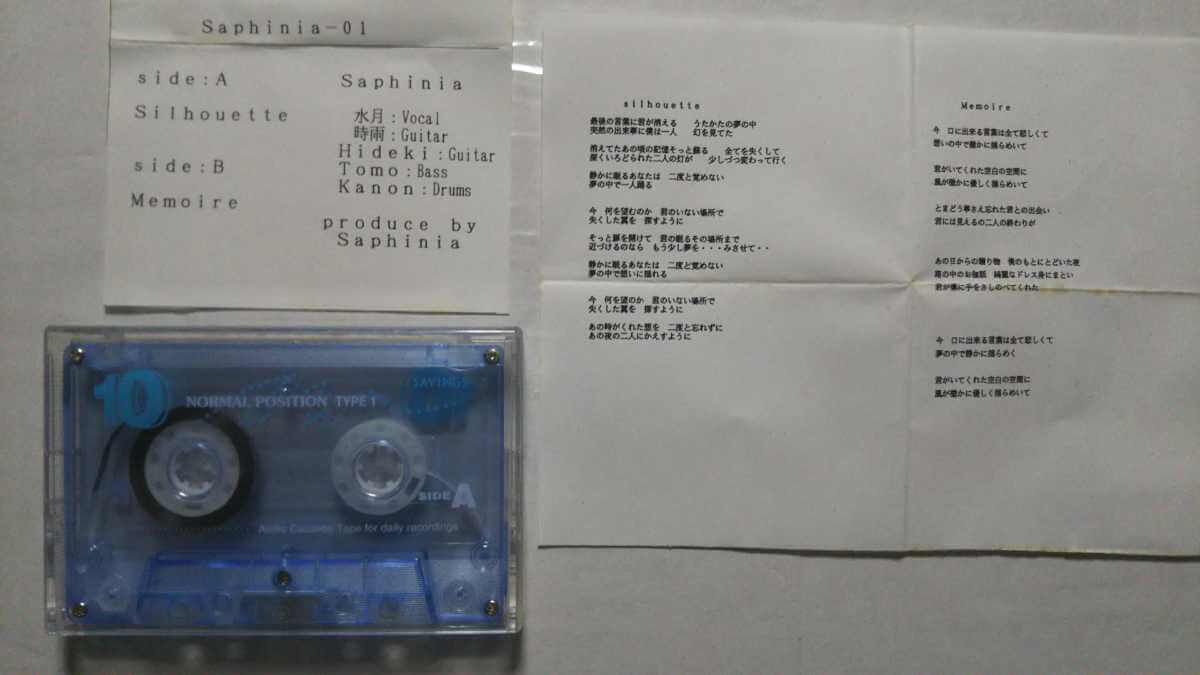 Saphinia-01
side:A
Silhouette
side:B
Memoire
Saphinia
水月:Vocal
時雨:Guitar
Hideki:Guitar
Tomo:Bass
Kanon:Drums
produce by
Saphinia
silhouette
最後の言葉に君が消える　うたかたの夢の中
突然の出来事に僕は一人　幻を見てた
消えてたあの頃の記憶そっと蘇る　全てを失くして
深くいろどられた二人の灯が　少しづつ変わって行く
静かに眠るあなたは　二度と覚めない
夢の中で一人踊る
今　何を望むのか　君のいない場所で
失くした翼を　探すように
そっと扉を開けて　君の眠るその場所まで
近づけるのなら　もう少し夢を・・・みさせて・・
静かに眠るあなたは　二度と覚めない
夢の中で想いに揺れる
今　何を望のか　君のいない場所で
失くした翼を　探すように
あの時がくれた想を　二度と忘れずに
あの夜の二人にかえすように
Memoire
今　口に出来る言葉は全て悲しくて
想いの中で静かに揺らめいて
君がいてくれた空白の空間に
風が穏かに優しく揺らめいて
とまどう事さえ忘れた君との出会い
君には見えるの二人の終わりが
あの日からの贈り物　僕のもとにとどいた夜
箱の中のお伽話　綺麗なドレス身にまとい
君が僕に手をさしのべてくれた
今　口に出来る言葉は全て悲しくて
夢の中で静かに揺らめく
君がいてくれた空白の空間に
風が穏かに優しく揺らめいて
10
NORMAL POSITION TYPE I
SAVINGS
SIDE A
Audio Cassette Tape for daily recordings